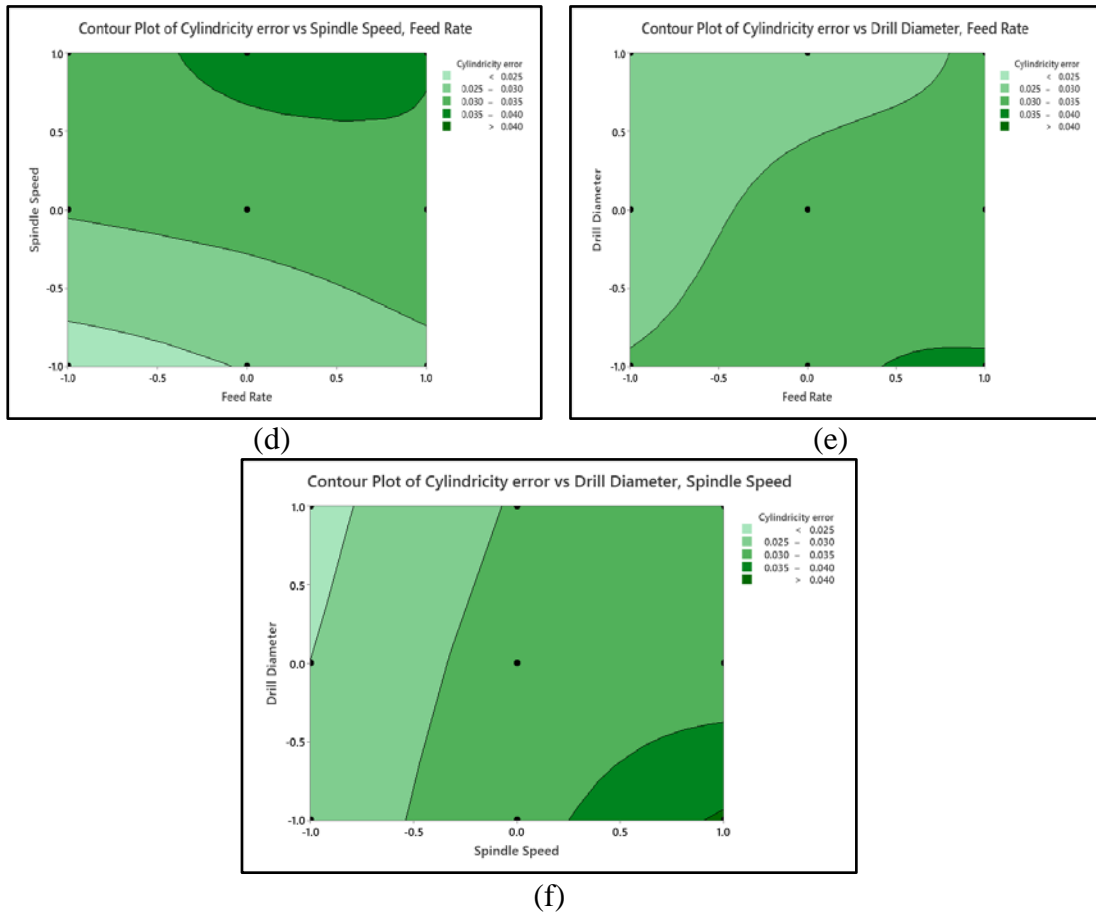 Contour Plot of Cylindricity error vs Spindle Speed, Feed Rate
Cylindricity error
< 0.025
0.025 – 0.030
0.030 – 0.035
0.035 – 0.040
> 0.040
1.0
0.5
0.0
-0.5
-1.0
Spindle Speed
-1.0 -0.5 0.0 0.5 1.0
Feed Rate
(d)
Contour Plot of Cylindricity error vs Drill Diameter, Feed Rate
Cylindricity error
< 0.025
0.025 – 0.030
0.030 – 0.035
0.035 – 0.040
> 0.040
1.0
0.5
0.0
-0.5
-1.0
Drill Diameter
-1.0 -0.5 0.0 0.5 1.0
Feed Rate
(e)
Contour Plot of Cylindricity error vs Drill Diameter, Spindle Speed
Cylindricity error
< 0.025
0.025 – 0.030
0.030 – 0.035
0.035 – 0.040
> 0.040
1.0
0.5
0.0
-0.5
-1.0
Drill Diameter
-1.0 -0.5 0.0 0.5 1.0
Spindle Speed
(f)